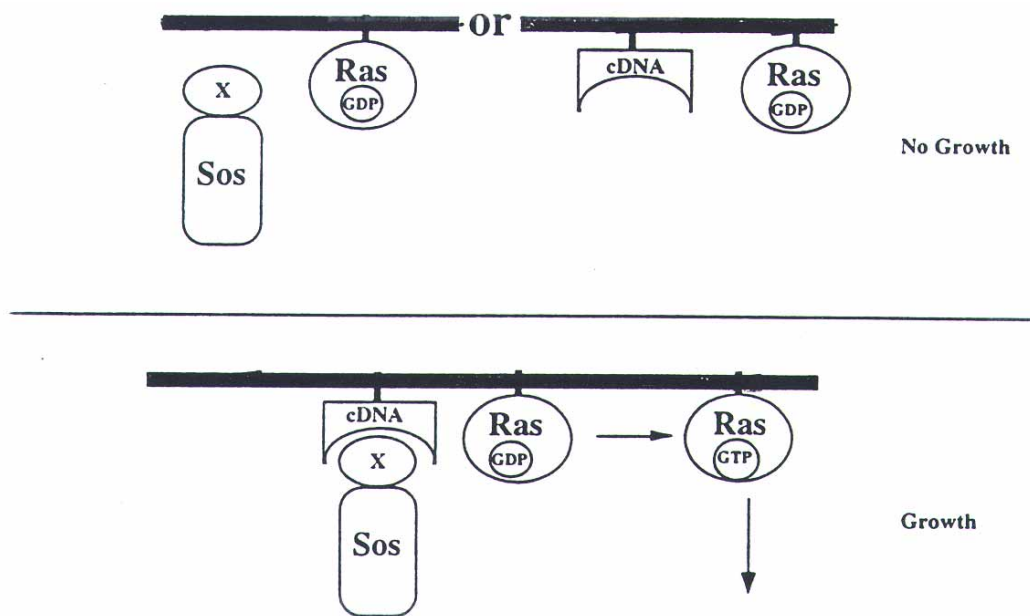 or
Ras
GDP
X
Sos
cDNA
Ras
GDP
No Growth
cDNA
X
Sos
Ras
GDP
Ras
GTP
Growth